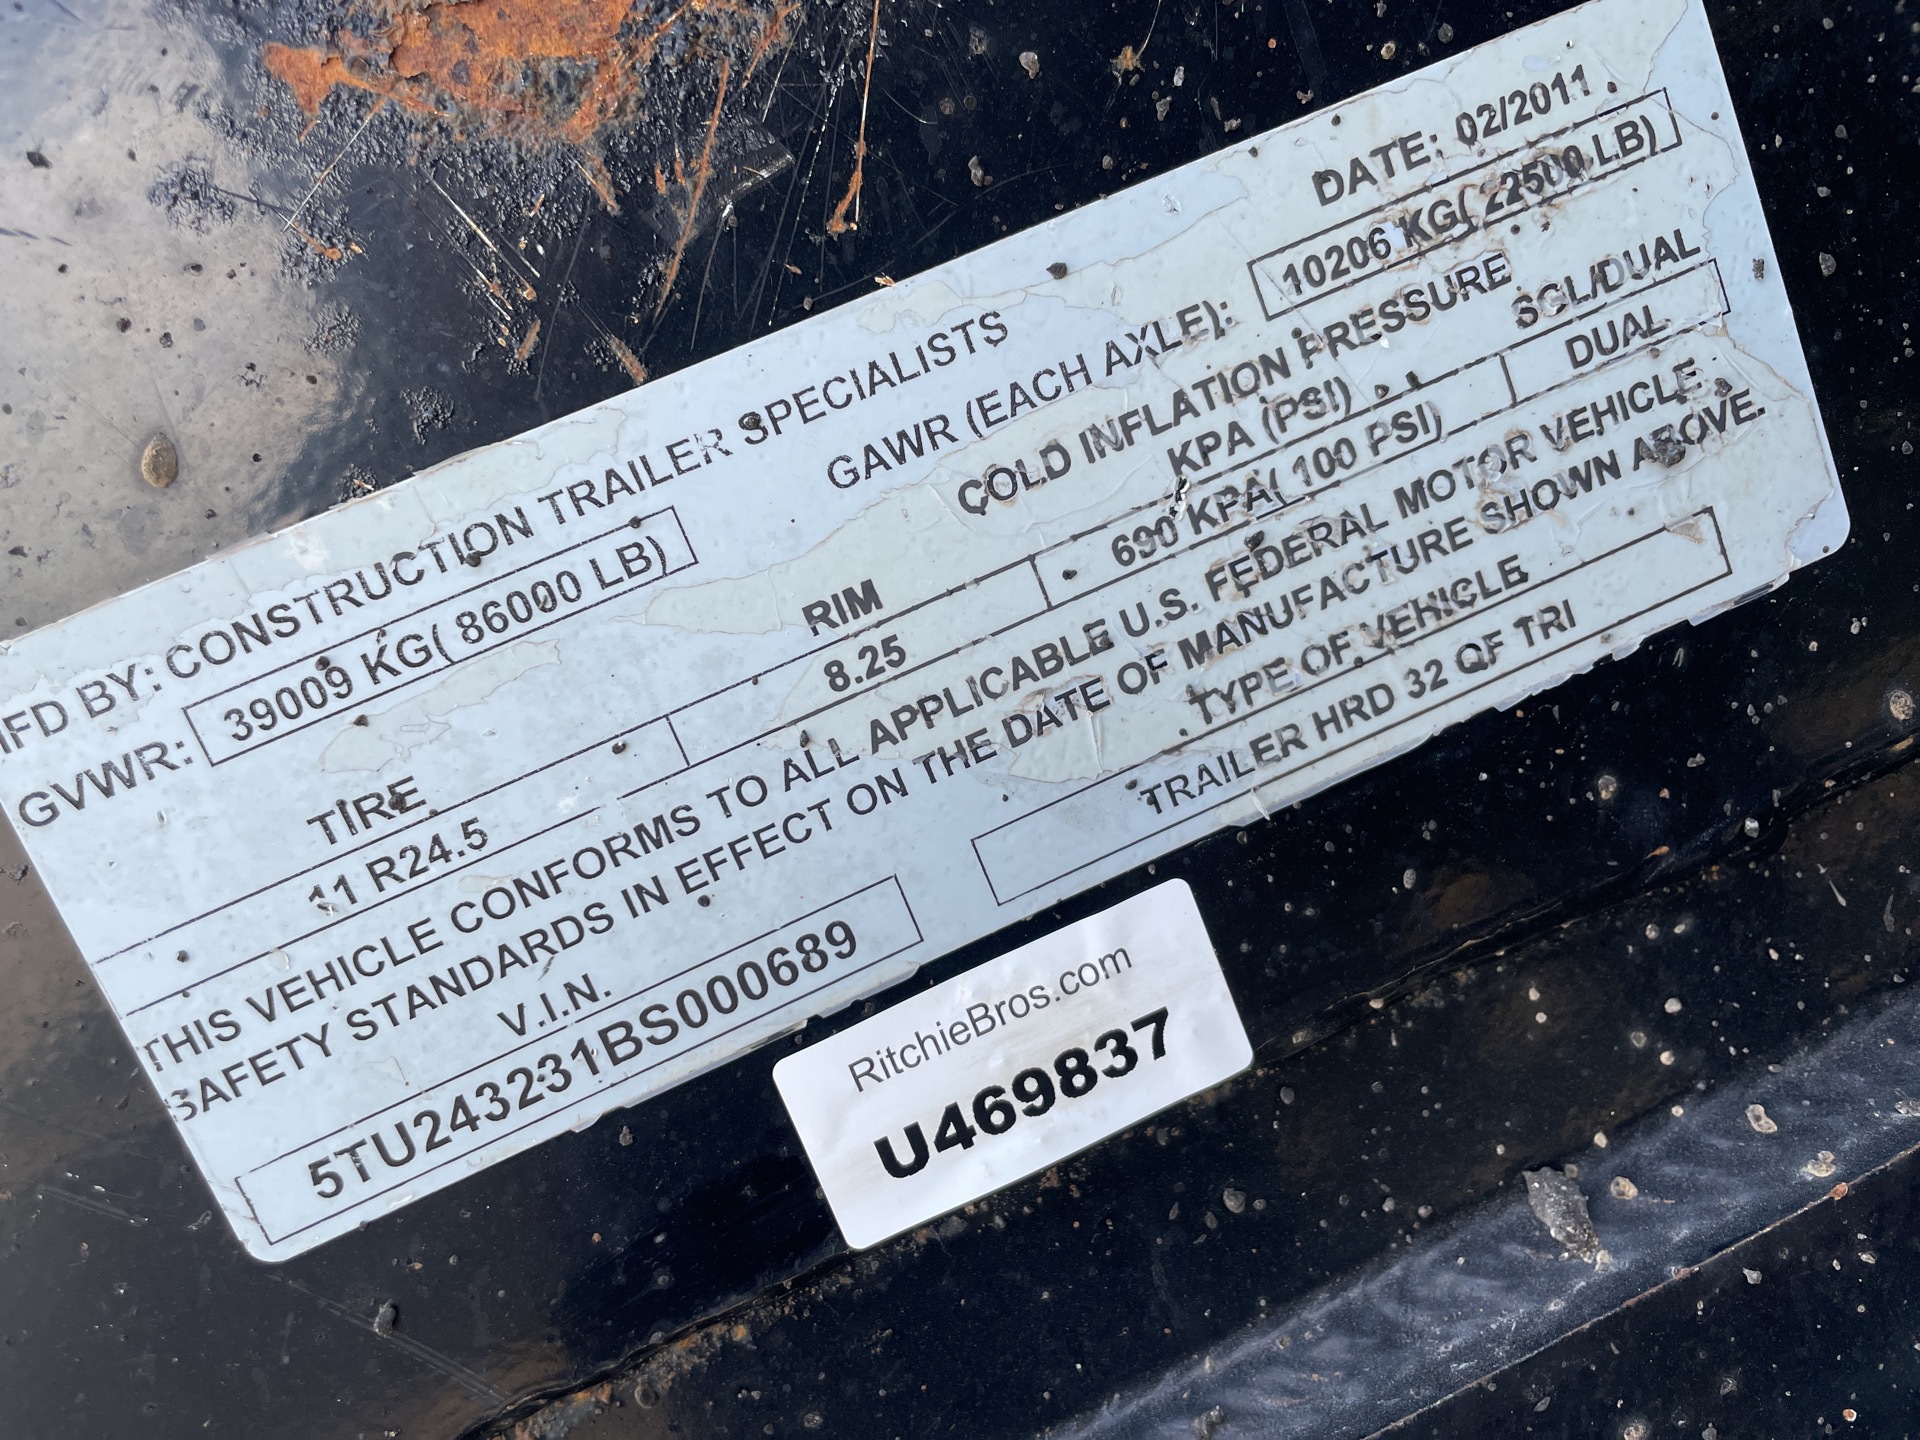 MFD BY: CONSTRUCTION TRAILER SPECIALISTS DATE: 02/2011
GVWR: 39009 KG( 86000 LB) GAWR (EACH AXLE): 10206 KG( 22500 LB)
TIRE RIM COLD INFLATION PRESSURE KPA (PSI) SGL/DUAL
11 R24.5 8.25 690 KPA( 100 PSI) DUAL
THIS VEHICLE CONFORMS TO ALL APPLICABLE U.S. FEDERAL MOTOR VEHICLE
SAFETY STANDARDS IN EFFECT ON THE DATE OF MANUFACTURE SHOWN ABOVE.
V.I.N. TYPE OF VEHICLE
5TU243231BS000689 TRAILER HRD 32 QF TRI
RitchieBros.com
U469837